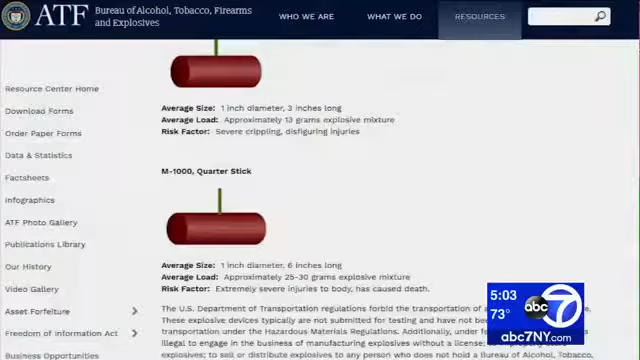 ATF
Bureau of Alcohol, Tobacco, Firearms
and Explosives
WHO WE ARE
WHAT WE DO
RESOURCES
Resource Center Home
Download Forms
Order Paper Forms
Data & Statistics
Factsheets
Infographics
ATF Photo Gallery
Publications Library
Our History
Video Gallery
Asset Forfeiture
Freedom of Information Act
Business Opportunities
Average Size: 1 inch diameter, 3 inches long
Average Load: Approximately 13 grams explosive mixture
Risk Factor: Severe crippling, disfiguring injuries
M-1000, Quarter Stick
Average Size: 1 inch diameter, 6 inches long
Average Load: Approximately 25-30 grams explosive mixture
Risk Factor: Extremely severe injuries to body, has caused death.
The U.S. Department of Transportation regulations forbid the transportation of
These explosive devices typically are not submitted for testing and have not
transportation under the Hazardous Materials Regulations. Additionally, under
illegal to engage in the business of manufacturing explosives without a license;
explosives; to sell or distribute explosives to any person who does not hold a Bureau of Alcohol, Tobacco,
5:03
73°
abc 7
abc7NY.com